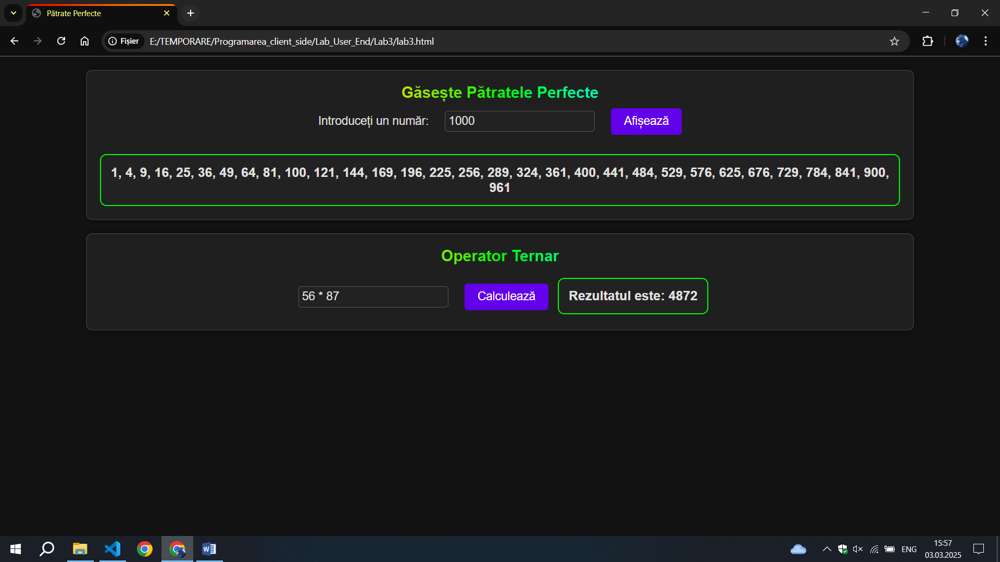 Pătrate Perfecte
Fișier
E:/TEMPORARE/Programarea_client_side/Lab_User_End/Lab3/lab3.html
Găsește Pătratele Perfecte
Introduceți un număr: 1000 Afișează
1, 4, 9, 16, 25, 36, 49, 64, 81, 100, 121, 144, 169, 196, 225, 256, 289, 324, 361, 400, 441, 484, 529, 576, 625, 676, 729, 784, 841, 900,
961
Operator Ternar
56 * 87 Calculează Rezultatul este: 4872
ENG
15:57
03.03.2025